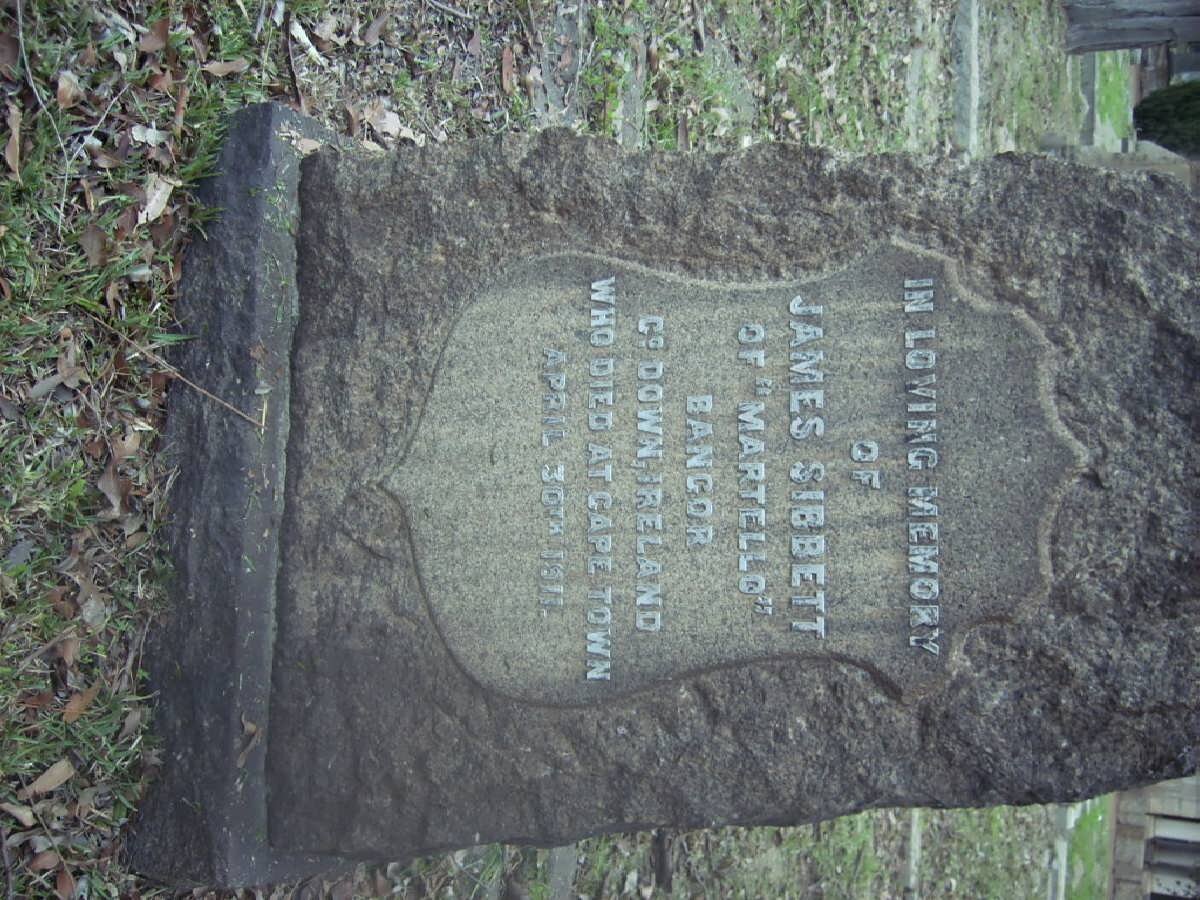 IN LOVING MEMORY
OF
JAMES SIBBETT
OF "MARTELLO"
BANGOR
Cº DOWN, IRELAND
WHO DIED AT CAPE TOWN
APRIL 30TH 1911.